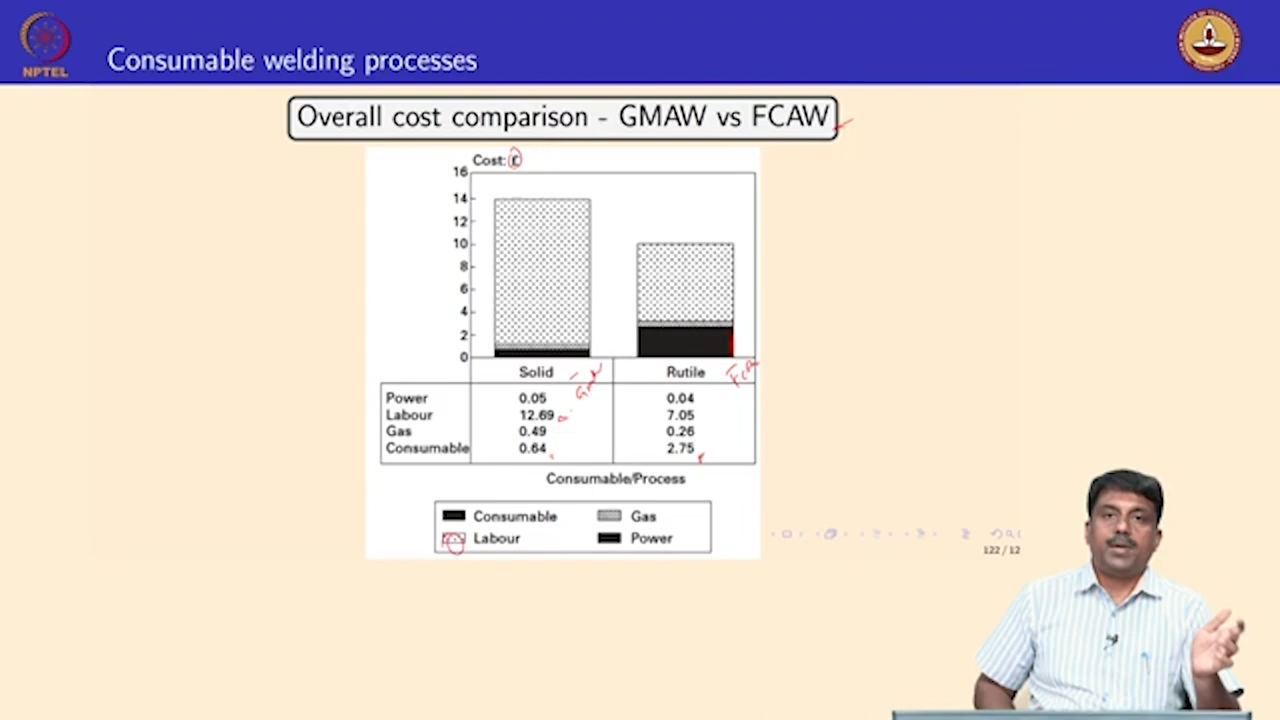 NPTEL
Consumable welding processes
Overall cost comparison - GMAW vs FCAW
Cost: £
16
14
12
10
8
6
4
2
0
Solid Rutile
Power 0.05 0.04
Labour 12.69 7.05
Gas 0.49 0.26
Consumable 0.64 2.75
Consumable/Process
Consumable Gas
Labour Power
122 / 12